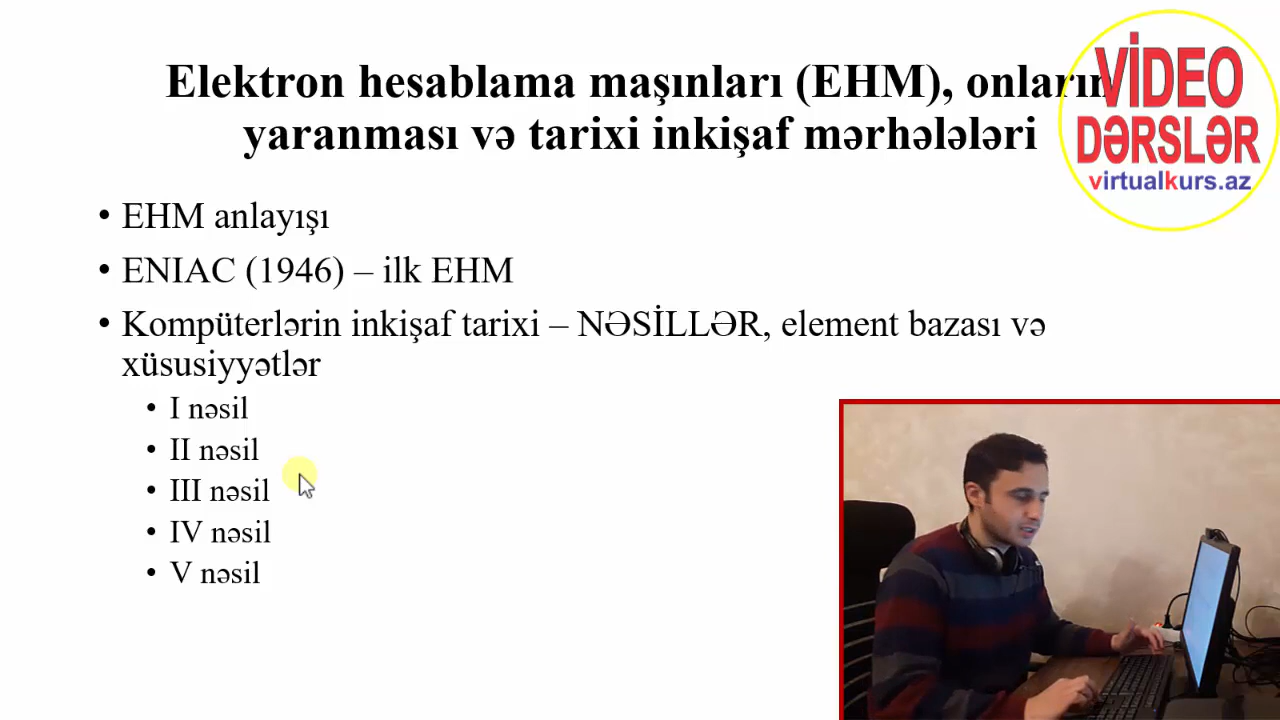 Elektron hesablama maşınları (EHM), onların
yaranması və tarixi inkişaf mərhələləri
VİDEO
DƏRSLƏR
virtualkurs.az
• EHM anlayışı
• ENIAC (1946) – ilk EHM
• Kompüterlərin inkişaf tarixi – NƏSİLLƏR, element bazası və
xüsusiyyətlər
• I nəsil
• II nəsil
• III nəsil
• IV nəsil
• V nəsil